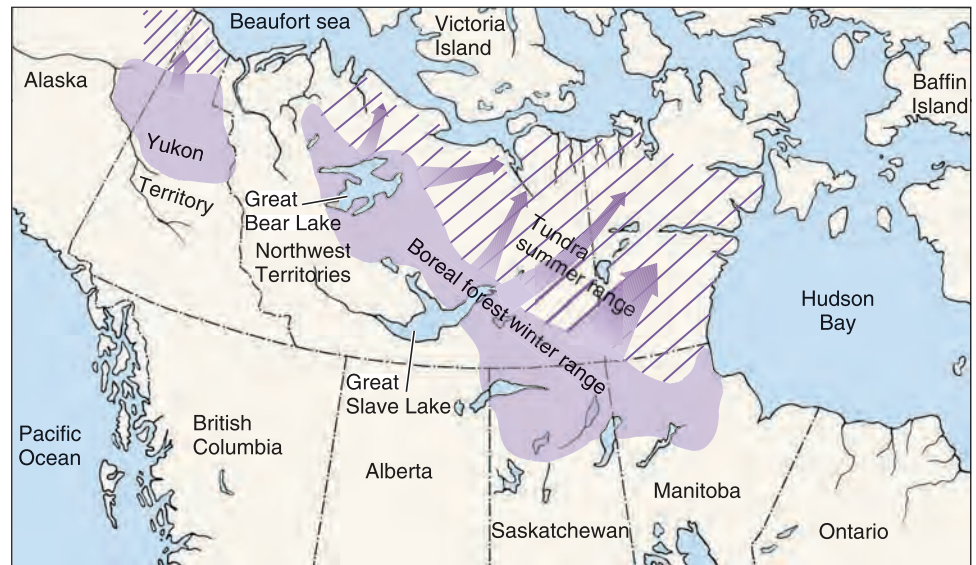 Beaufort sea
Victoria
Island
Alaska
Baffin
Island
Yukon
Territory
Great
Bear Lake
Northwest
Territories
Tundra
summer range
Boreal forest winter range
Hudson
Bay
Great
Slave Lake
Pacific
Ocean
British
Columbia
Alberta
Saskatchewan
Manitoba
Ontario